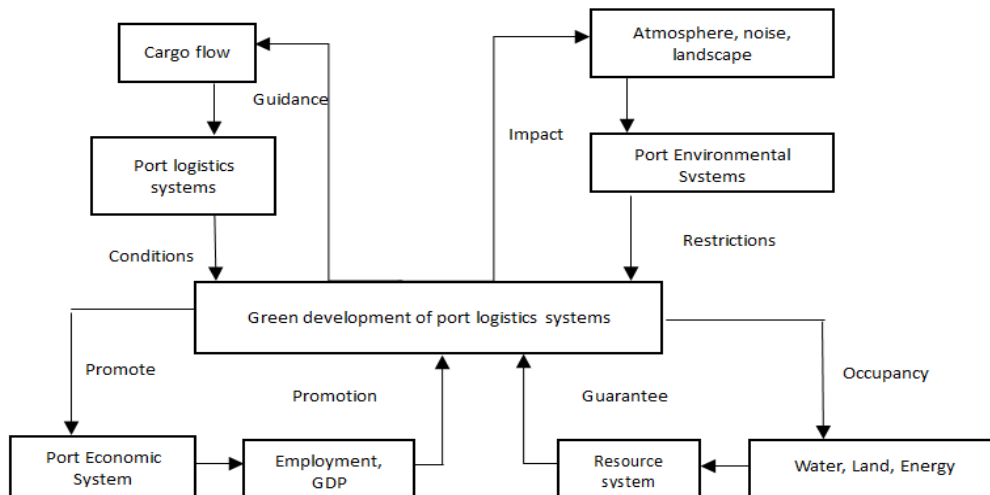 Cargo flow
Atmosphere, noise,
landscape
Guidance
Impact
Port logistics
systems
Port Environmental
Svstems
Conditions
Restrictions
Green development of port logistics systems
Promote
Promotion
Guarantee
Occupancy
Port Economic
System
Employment,
GDP
Resource
system
Water, Land, Energy